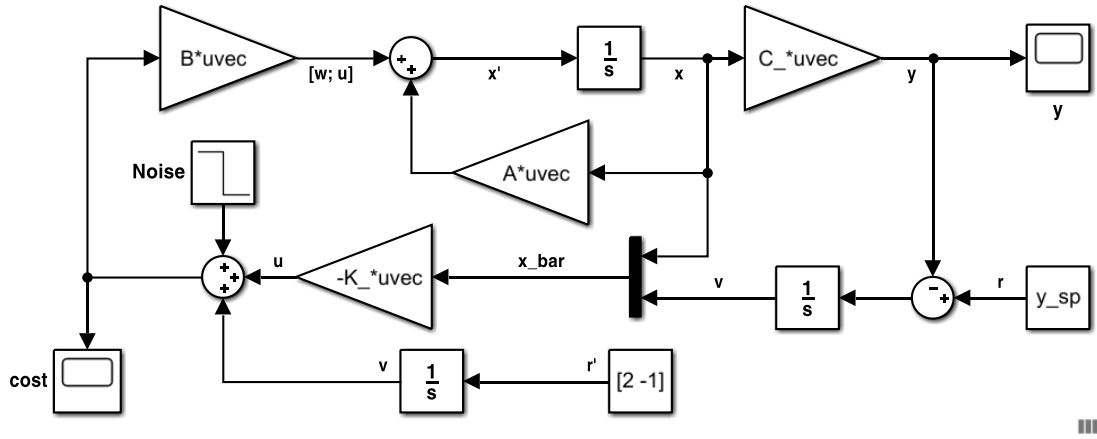 B*uvec
[w; u]
+
+
x'
1
s
x
C_*uvec
y
y
Noise
A*uvec
+
+
+
u
-K_*uvec
x_bar
v
1
s
−
+
r
y_sp
cost
v
1
s
r'
[2 -1]